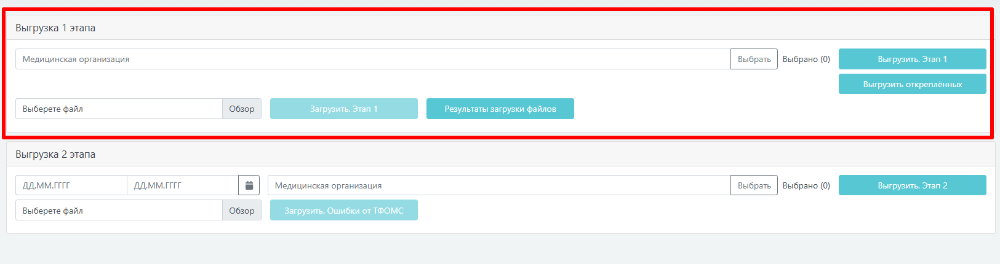 Выгрузка 1 этапа
Медицинская организация Выбрать Выбрано (0) Выгрузить. Этап 1
Выгрузить откреплённых
Выберете файл Обзор Загрузить. Этап 1 Результаты загрузки файлов
Выгрузка 2 этапа
ДД.ММ.ГГГГ ДД.ММ.ГГГГ Медицинская организация Выбрать Выбрано (0) Выгрузить. Этап 2
Выберете файл Обзор Загрузить. Ошибки от ТФОМС